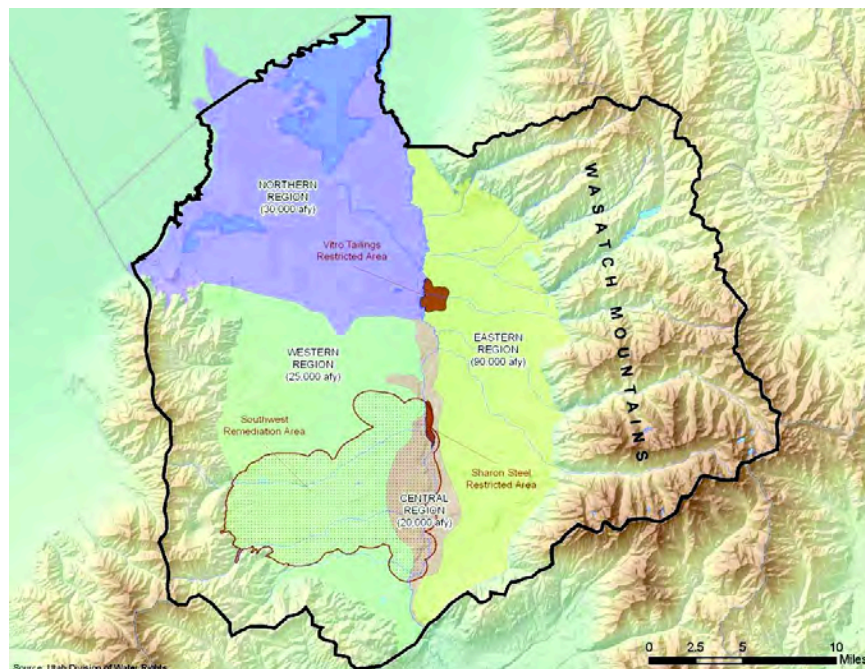 NORTHERN
REGION
(30,000 afy)
Vitro Tailings
Restricted Area
WASATCH MOUNTAINS
EASTERN
REGION
(90,000 afy)
WESTERN
REGION
(25,000 afy)
Southwest
Remediation Area
Sharon Steel
Restricted Area
CENTRAL
REGION
(20,000 afy)
0 2.5 5 10
Miles
Source: Utah Division of Water Rights